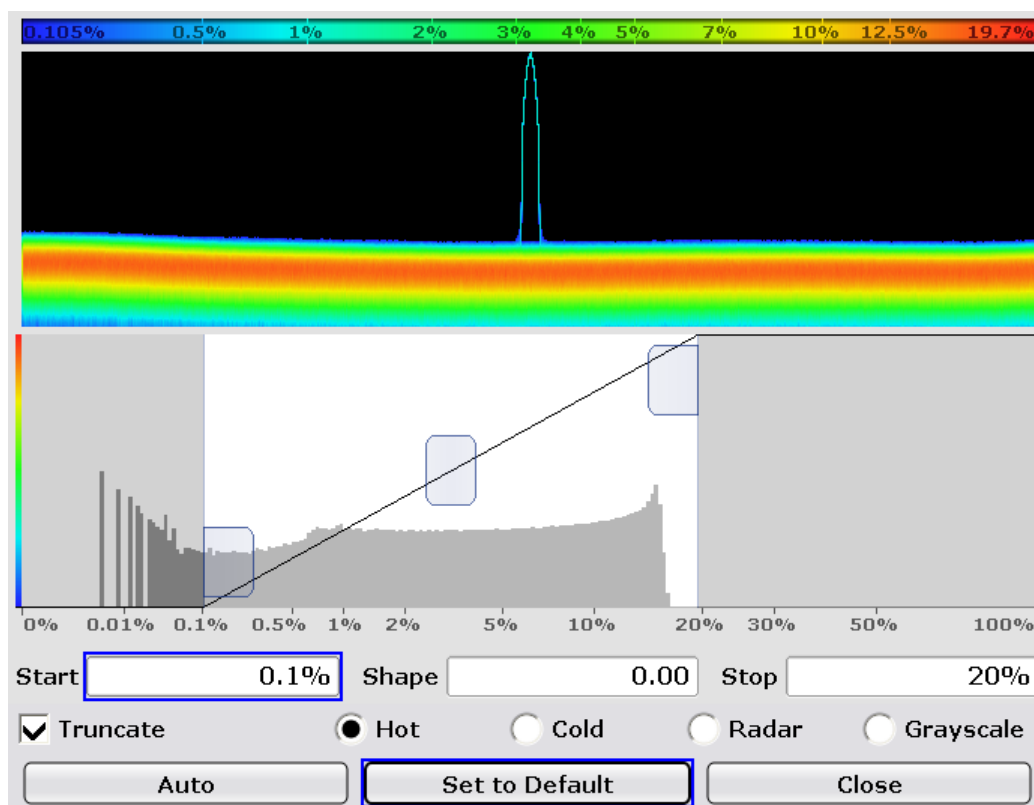 0.105% 0.5% 1% 2% 3% 4% 5% 7% 10% 12.5% 19.7%
0% 0.01% 0.1% 0.5% 1% 2% 5% 10% 20% 30% 50% 100%
Start 0.1% Shape 0.00 Stop 20%
Truncate Hot Cold Radar Grayscale
Auto Set to Default Close